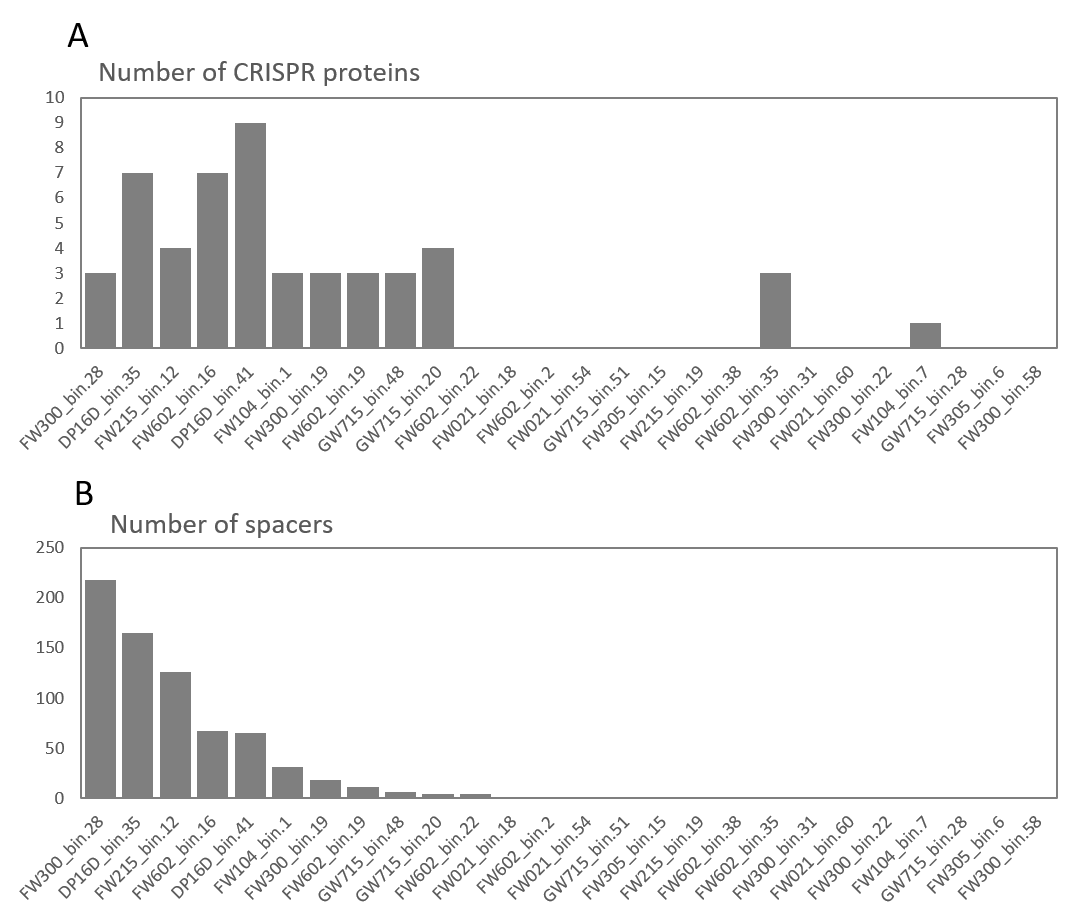 A
Number of CRISPR proteins
10
9
8
7
6
5
4
3
2
1
0
FW300_bin.28
DP16D_bin.35
FW215_bin.12
FW602_bin.16
DP16D_bin.41
FW104_bin.1
FW300_bin.19
FW602_bin.19
GW715_bin.48
GW715_bin.20
FW602_bin.22
FW021_bin.18
FW602_bin.2
FW021_bin.54
GW715_bin.51
FW305_bin.15
FW215_bin.19
FW602_bin.38
FW602_bin.35
FW300_bin.31
FW021_bin.60
FW300_bin.22
FW104_bin.7
GW715_bin.28
FW305_bin.6
FW300_bin.58
B
Number of spacers
250
200
150
100
50
0
FW300_bin.28
DP16D_bin.35
FW215_bin.12
FW602_bin.16
DP16D_bin.41
FW104_bin.1
FW300_bin.19
FW602_bin.19
GW715_bin.48
GW715_bin.20
FW602_bin.22
FW021_bin.18
FW602_bin.2
FW021_bin.54
GW715_bin.51
FW305_bin.15
FW215_bin.19
FW602_bin.38
FW602_bin.35
FW300_bin.31
FW021_bin.60
FW300_bin.22
FW104_bin.7
GW715_bin.28
FW305_bin.6
FW300_bin.58